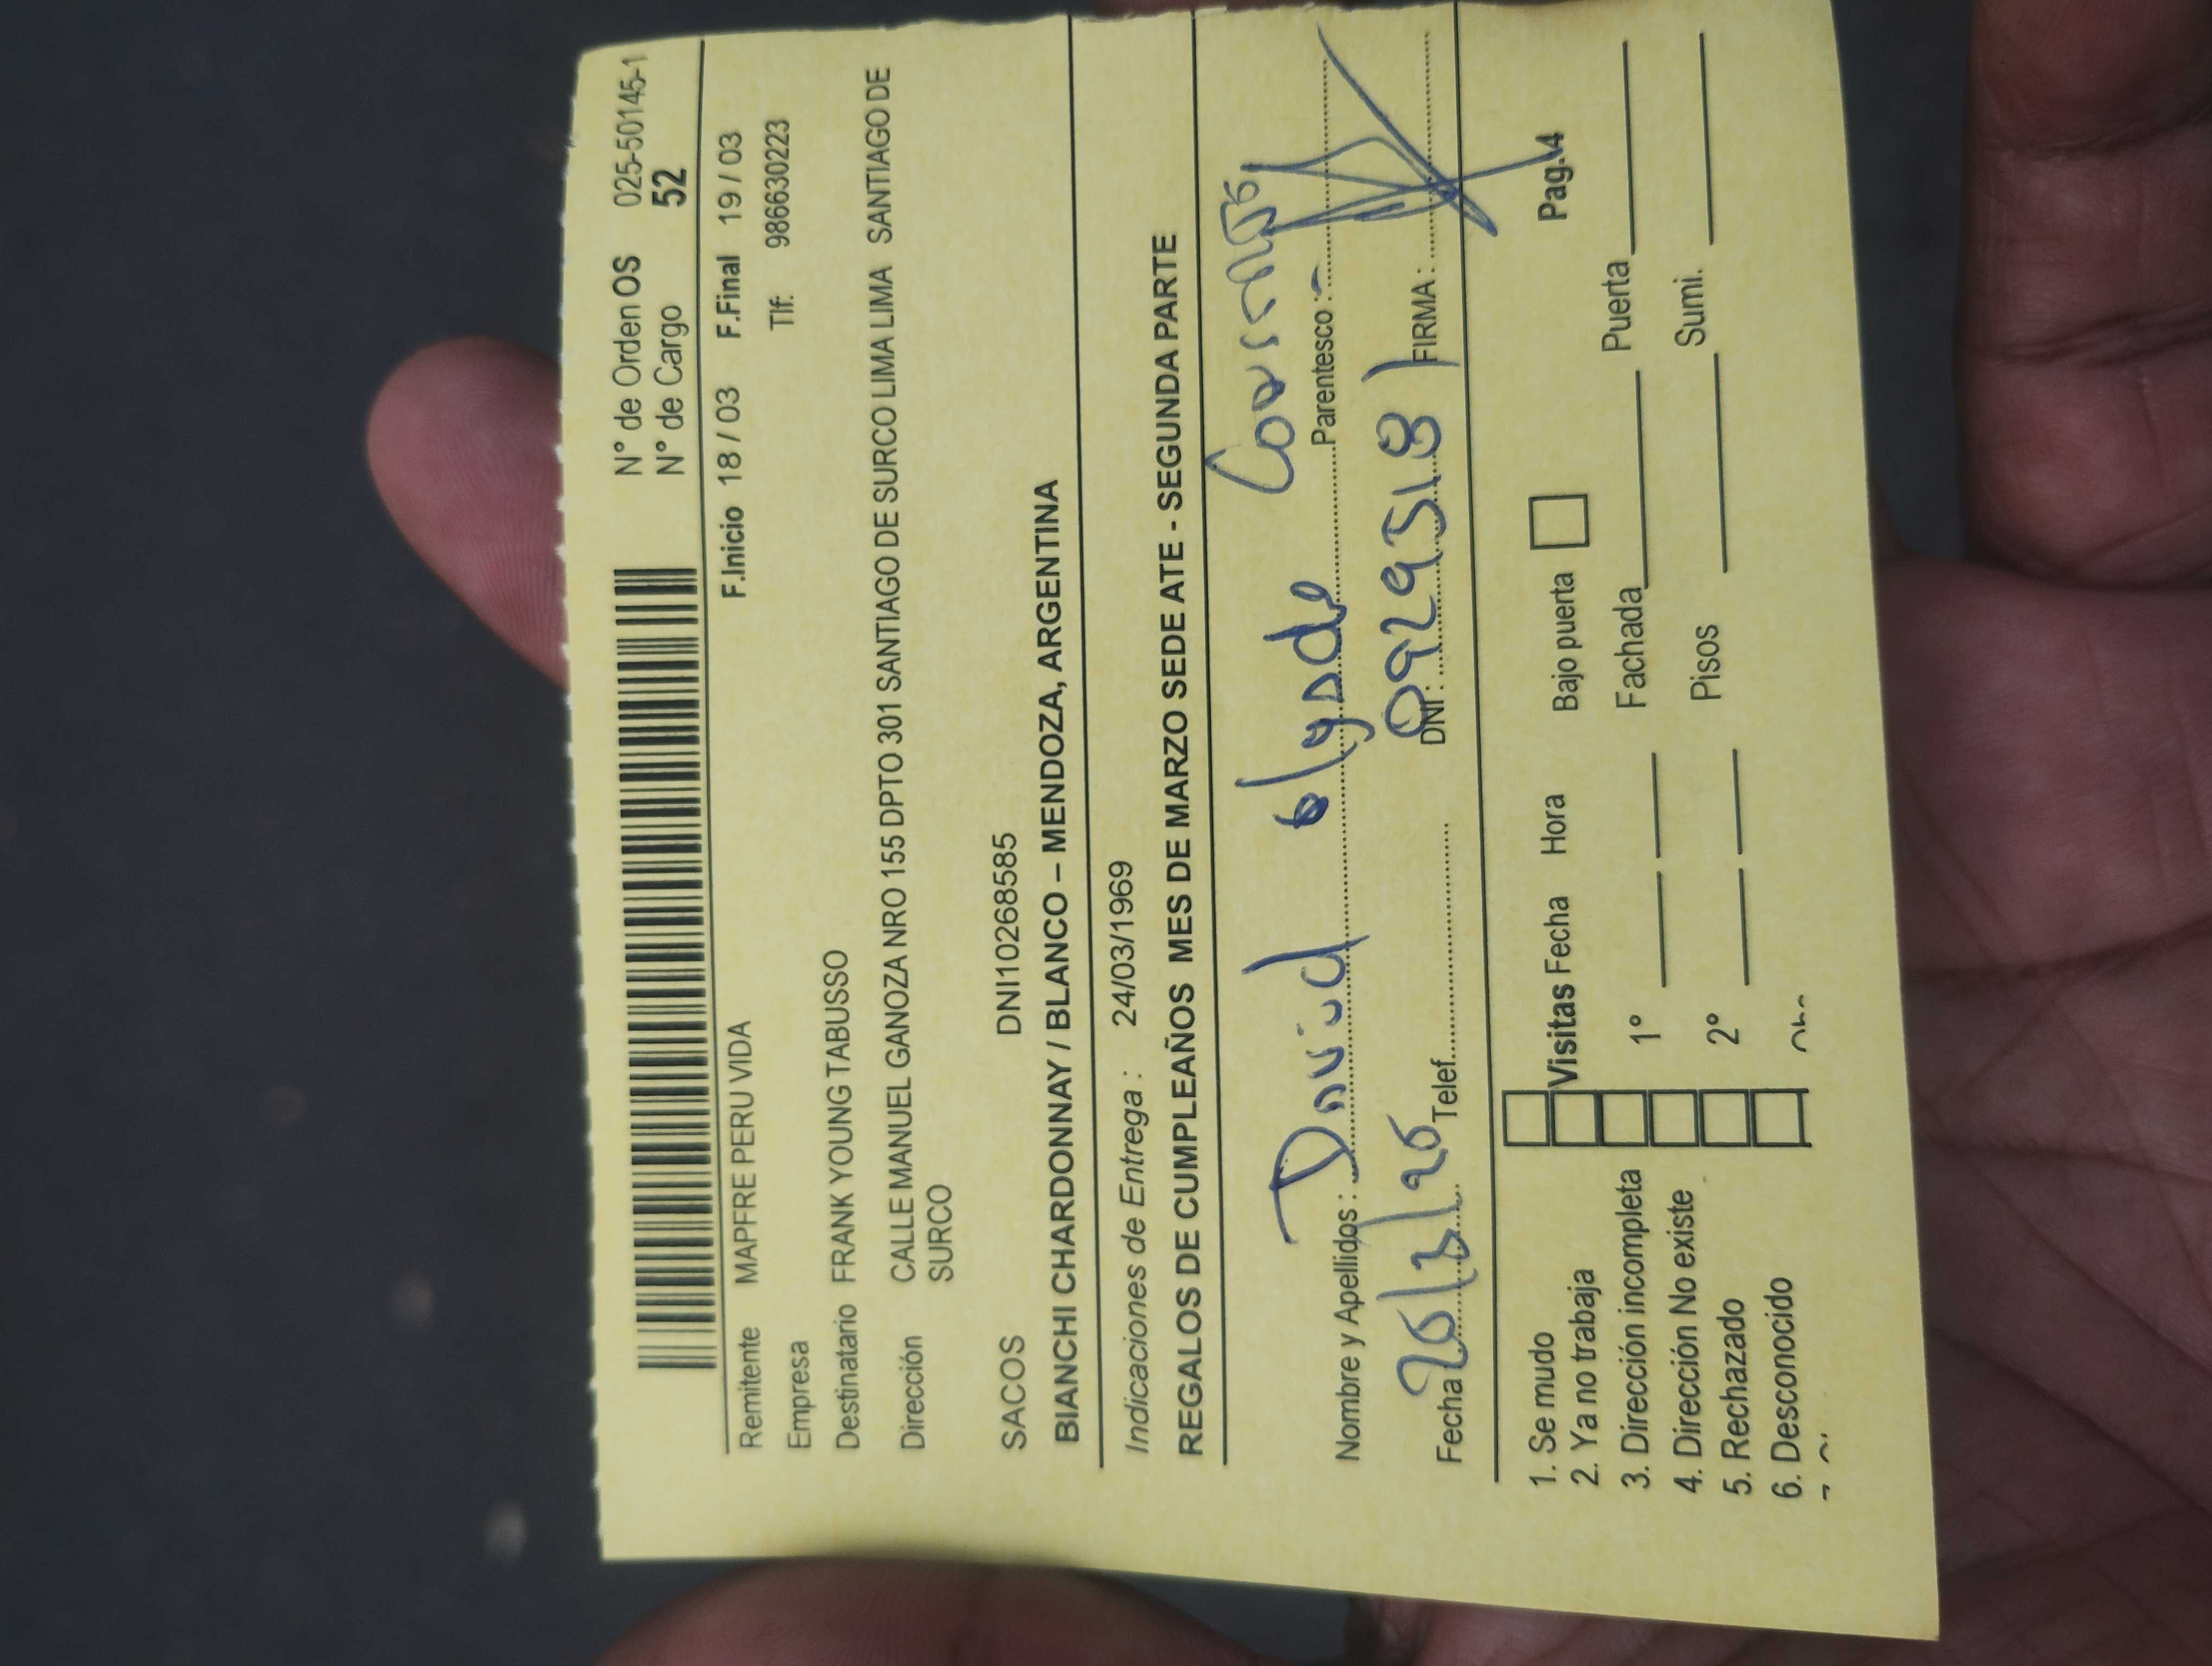 N° de Orden OS 025-50145-1
N° de Cargo 52
F.Inicio 18 / 03 F.Final 19 / 03
Remitente MAPFRE PERU VIDA
Empresa Tlf: 986630223
Destinatario FRANK YOUNG TABUSSO
Dirección CALLE MANUEL GANOZA NRO 155 DPTO 301 SANTIAGO DE SURCO LIMA LIMA SANTIAGO DE
SURCO
SACOS DNI10268585
BIANCHI CHARDONNAY / BLANCO – MENDOZA, ARGENTINA
Indicaciones de Entrega : 24/03/1969
REGALOS DE CUMPLEAÑOS MES DE MARZO SEDE ATE - SEGUNDA PARTE
Nombre y Apellidos : David Parentesco :
Fecha Telef. DNI : FIRMA :
1. Se mudo
2. Ya no trabaja Visitas Fecha Hora Bajo puerta Pag.4
3. Dirección incompleta 1° Fachada Puerta
4. Dirección No existe
5. Rechazado 2° Pisos Sumi.
6. Desconocido